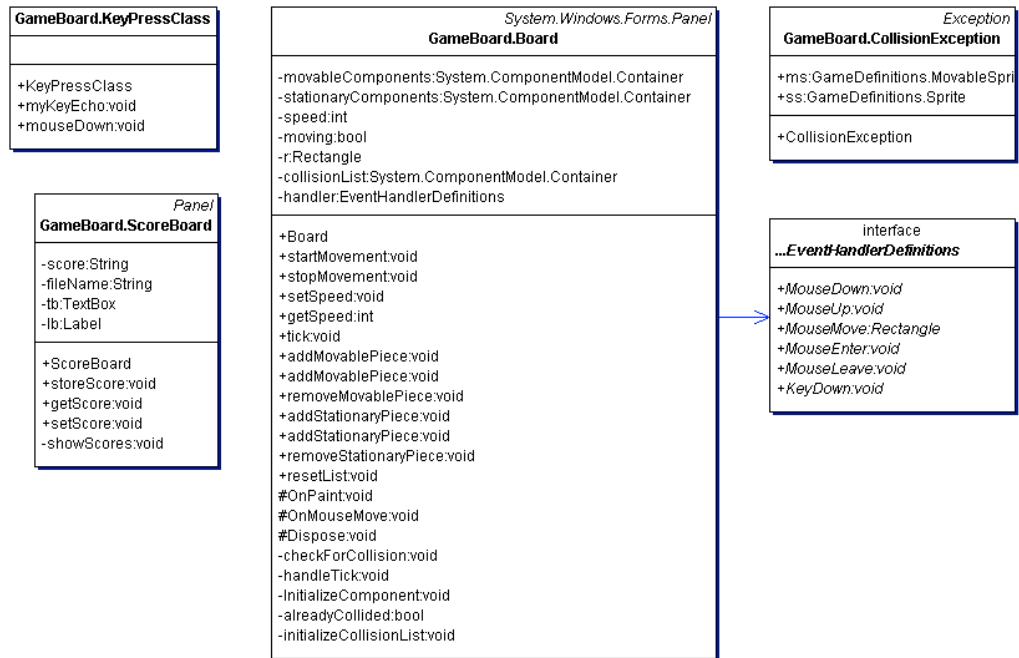 GameBoard.KeyPressClass
+KeyPressClass
+myKeyEcho:void
+mouseDown:void
Panel
GameBoard.ScoreBoard
-score:String
-fileName:String
-tb:TextBox
-lb:Label
+ScoreBoard
+storeScore:void
+getScore:void
+setScore:void
-showScores:void
System.Windows.Forms.Panel
GameBoard.Board
-movableComponents:System.ComponentModel.Container
-stationaryComponents:System.ComponentModel.Container
-speed:int
-moving:bool
-r:Rectangle
-collisionList:System.ComponentModel.Container
-handler:EventHandlerDefinitions
+Board
+startMovement:void
+stopMovement:void
+setSpeed:void
+getSpeed:int
+tick:void
+addMovablePiece:void
+addMovablePiece:void
+removeMovablePiece:void
+addStationaryPiece:void
+addStationaryPiece:void
+removeStationaryPiece:void
+resetList:void
#OnPaint:void
#OnMouseMove:void
#Dispose:void
-checkForCollision:void
-handleTick:void
-InitializeComponent:void
-alreadyCollided:bool
-initializeCollisionList:void
Exception
GameBoard.CollisionException
+ms:GameDefinitions.MovableSpri
+ss:GameDefinitions.Sprite
+CollisionException
interface
...EventHandlerDefinitions
+MouseDown:void
+MouseUp:void
+MouseMove:Rectangle
+MouseEnter:void
+MouseLeave:void
+KeyDown:void